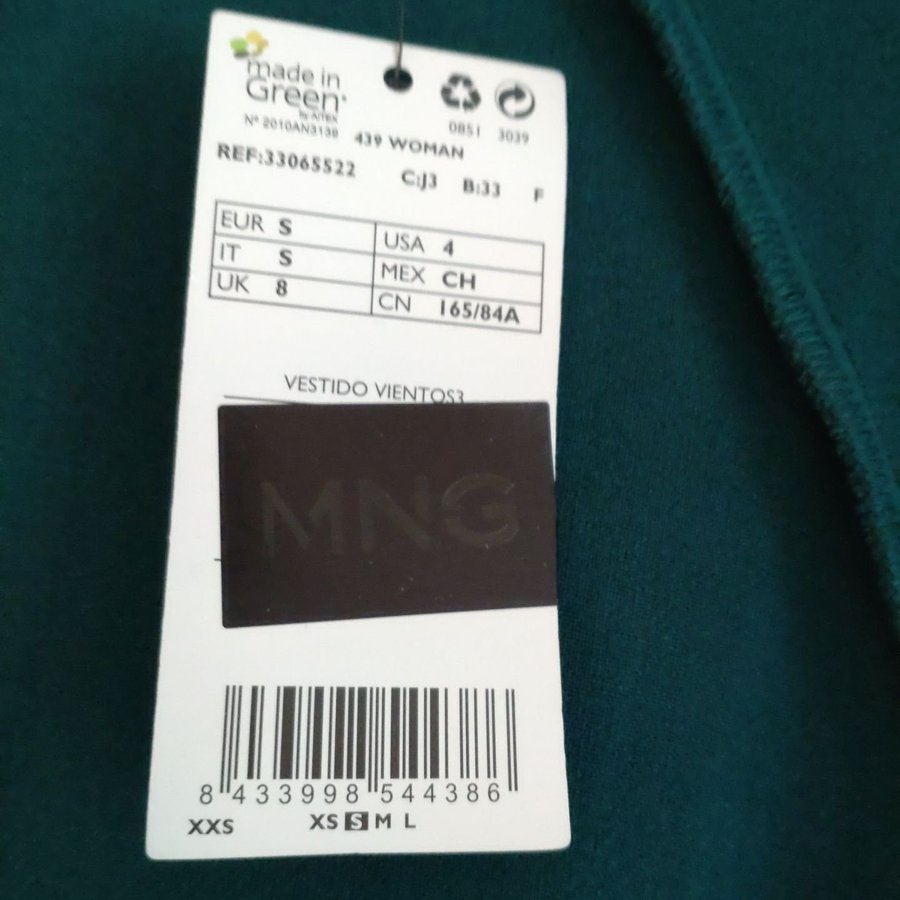 made in
Green
by AITEX
Nº 2010AN3138
0851 3039
439 WOMAN
REF:33065522 C:J3 B:33 F
EUR S USA 4
IT S MEX CH
UK 8 CN 165/84A
VESTIDO VIENTOS3
MNG
8 433998 544386
XXS XS S M L